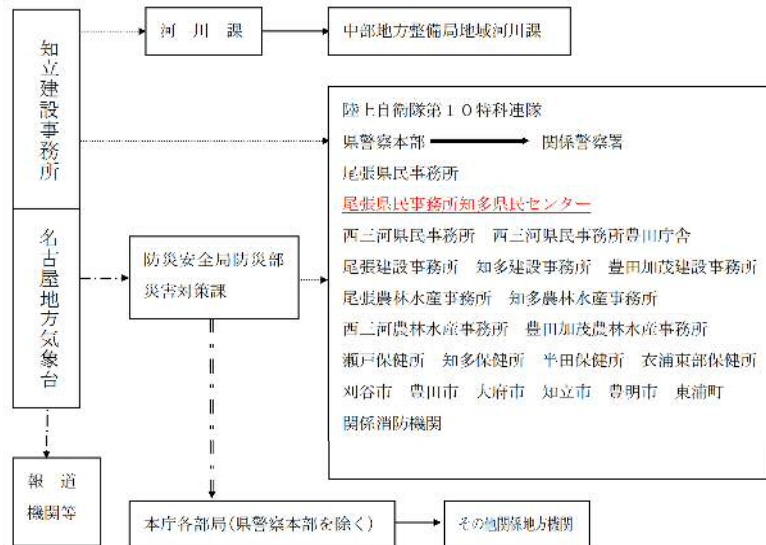 知立建設事務所
河川課
中部地方整備局地域河川課
陸上自衛隊第１０特科連隊
県警察本部 関係警察署
尾張県民事務所
尾張県民事務所知多県民センター
西三河県民事務所 西三河県民事務所豊田庁舎
尾張建設事務所 知多建設事務所 豊田加茂建設事務所
尾張農林水産事務所 知多農林水産事務所
西三河農林水産事務所 豊田加茂農林水産事務所
瀬戸保健所 知多保健所 半田保健所 衣浦東部保健所
刈谷市 豊田市 大府市 知立市 豊明市 東浦町
関係消防機関
名古屋地方気象台
防災安全局防災部
災害対策課
報道
機関等
本庁各部局(県警察本部を除く)
その他関係地方機関